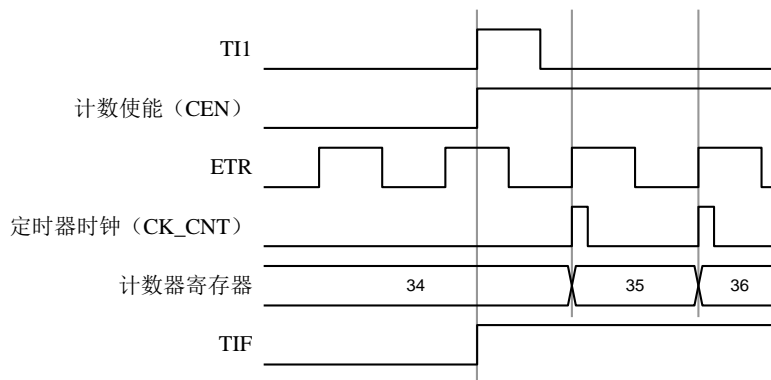 TI1
计数使能（CEN）
ETR
定时器时钟（CK_CNT）
计数器寄存器
34
35
36
TIF